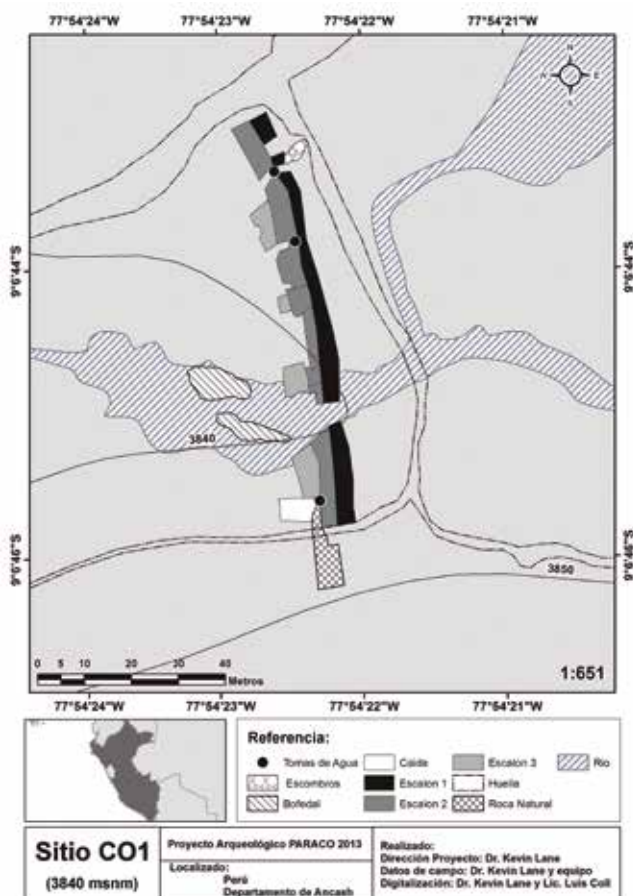 77°54'24"W 77°54'23"W 77°54'22"W 77°54'21"W
N
A E
S
9°6'44"S 9°6'44"S
3840
9°6'46"S 9°6'46"S
3850
0 5 10 20 30 40
Metros
1:651
77°54'24"W 77°54'23"W 77°54'22"W 77°54'21"W
Referencia:
Tomas de Agua Caida Escalon 3 Rio
Escombros Escalon 1 Huella
Bofedal Escalon 2 Roca Natural
Sitio CO1
(3840 msnm)
Proyecto Arqueológico PARACO 2013
Localizado:
Perú
Departamento de Ancash
Realizado:
Dirección Proyecto: Dr. Kevin Lane
Datos de campo: Dr. Kevin Lane y equipo
Digitalización: Dr. Kevin Lane y Lic. Luis Coll